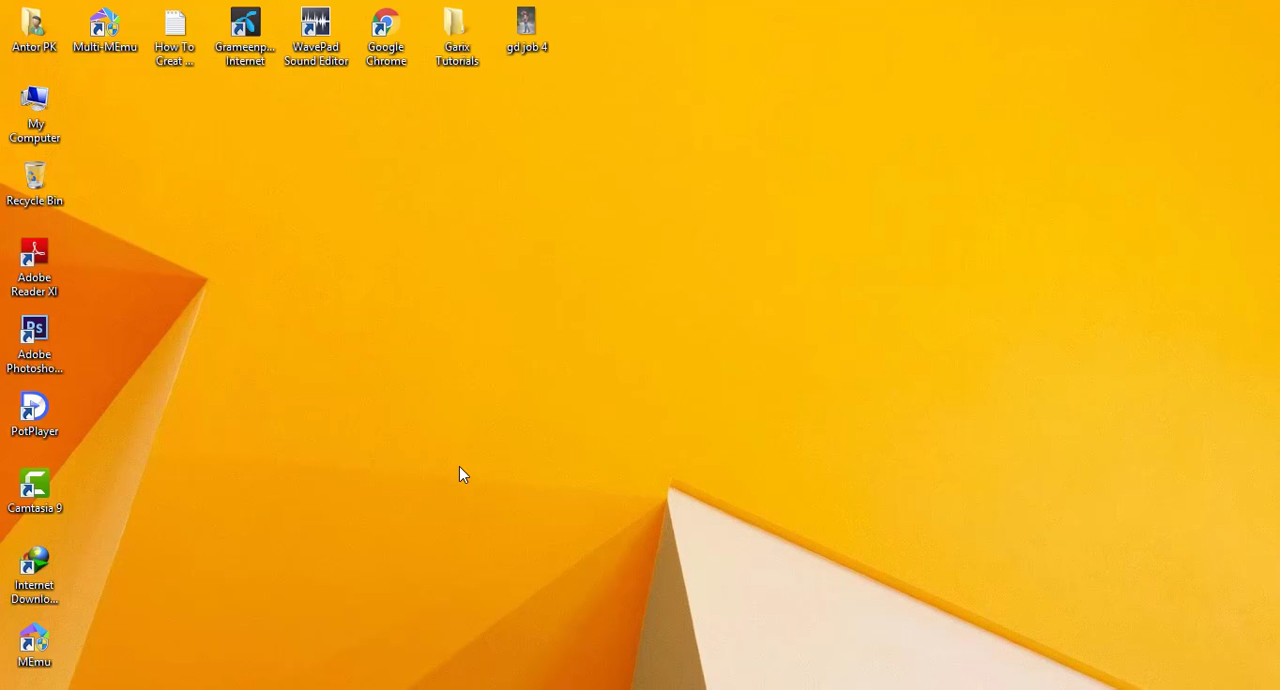 Antor PK
Multi-MEmu
How To
Creat ...
Grameenp...
Internet
WavePad
Sound Editor
Google
Chrome
Garix
Tutorials
gd job 4
My
Computer
Recycle Bin
Adobe
Reader XI
Ps
Adobe
Photosho...
PotPlayer
Camtasia 9
Internet
Downlo...
MEmu